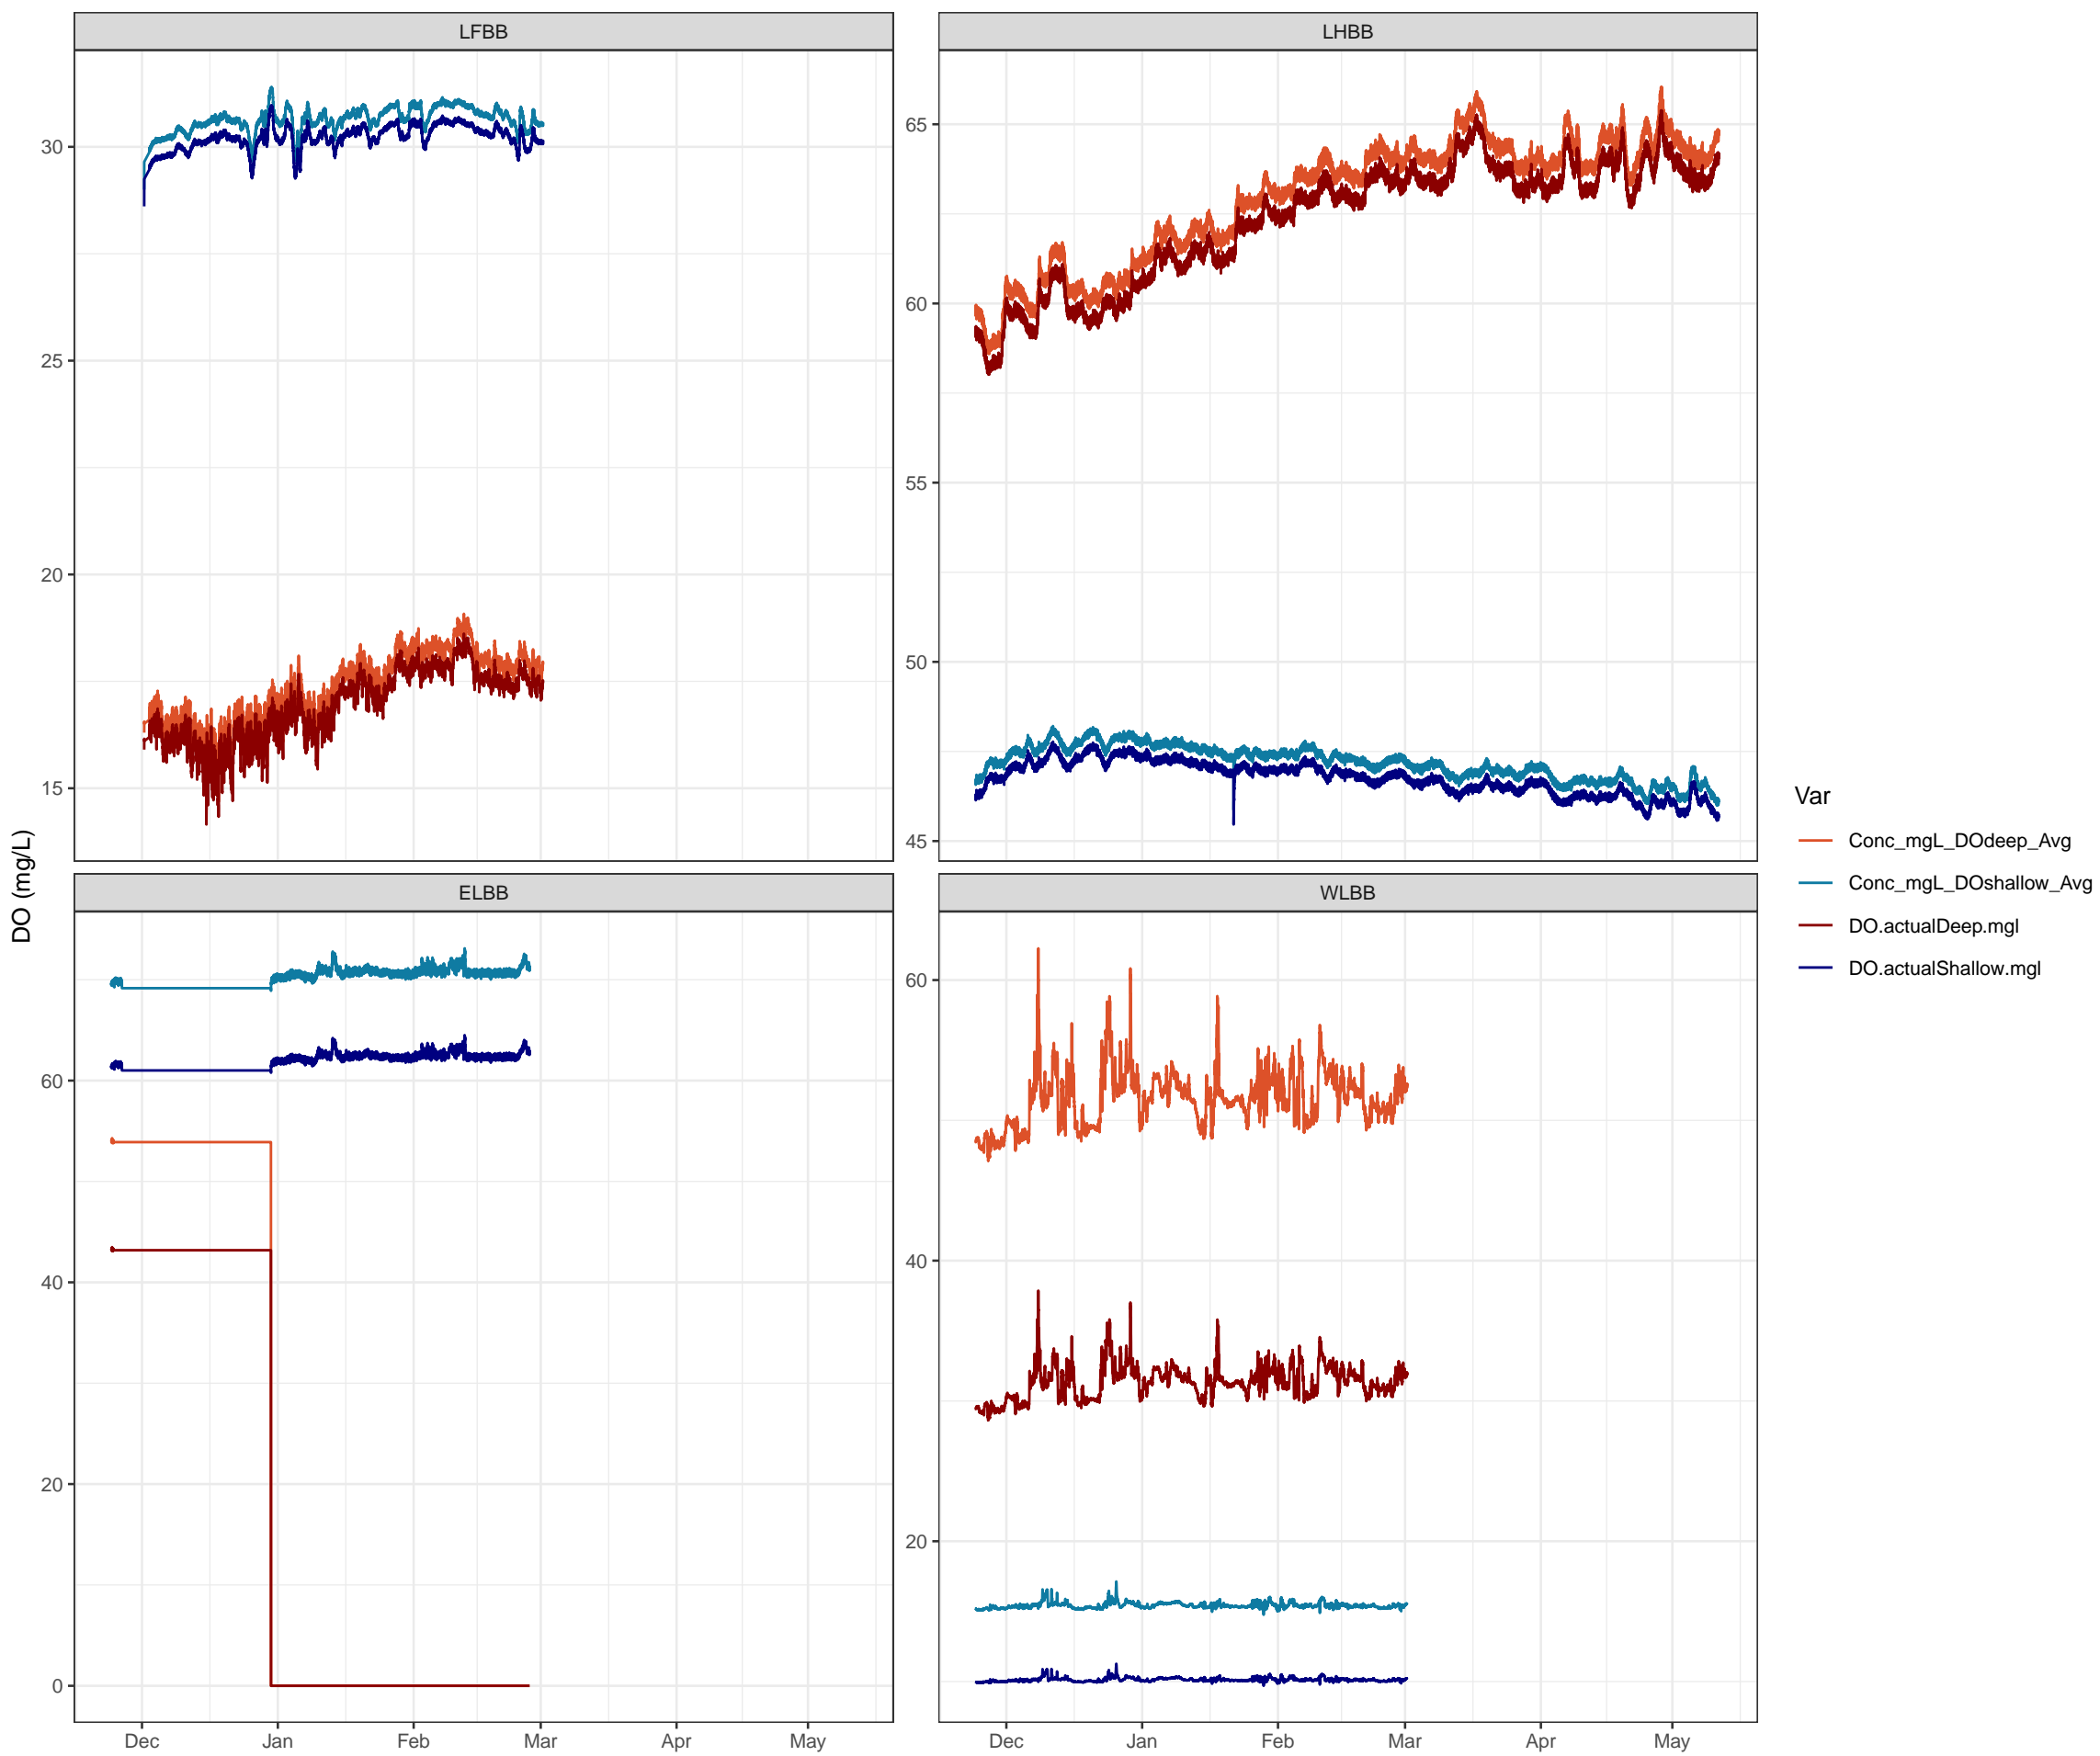 LFBB
LHBB
30
25
20
15
65
60
55
50
45
DO (mg/L)
ELBB
WLBB
60
40
20
0
60
40
20
Dec Jan Feb Mar Apr May
Dec Jan Feb Mar Apr May
Var
Conc_mgL_DOdeep_Avg
Conc_mgL_DOshallow_Avg
DO.actualDeep.mgl
DO.actualShallow.mgl